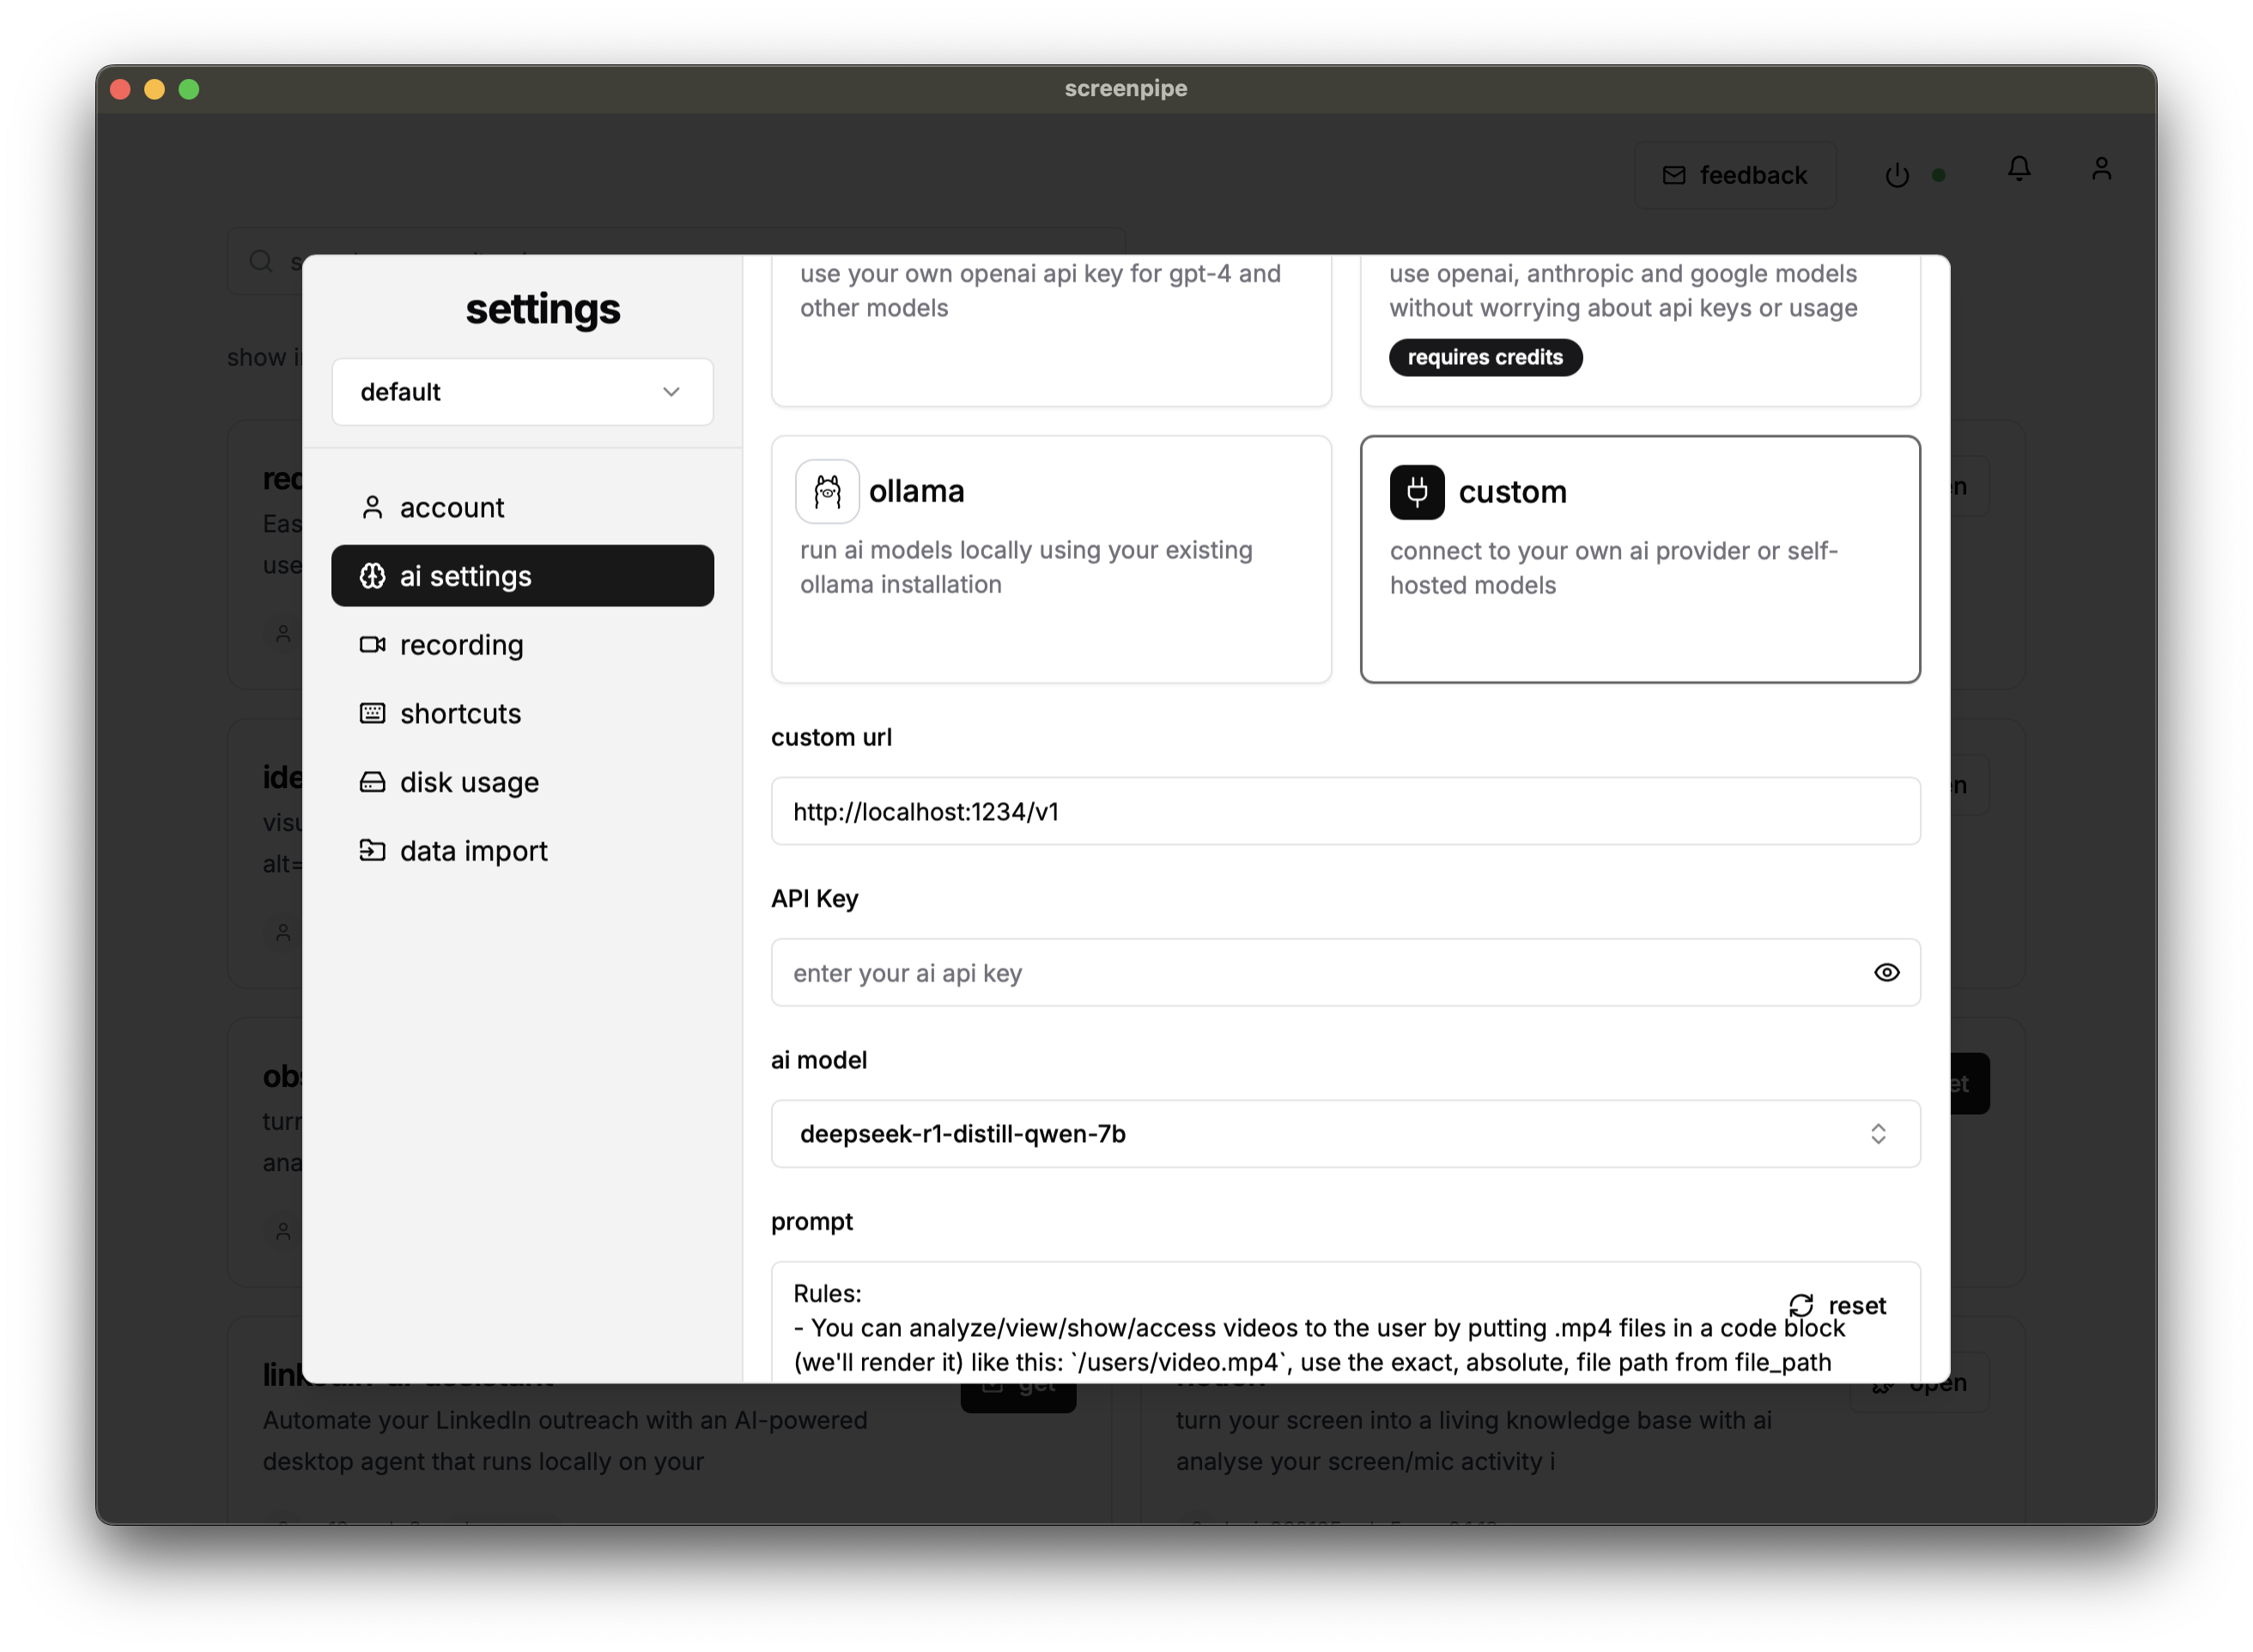 screenpipe
feedback
show
settings
default
account
ai settings
recording
shortcuts
disk usage
data import
use your own openai api key for gpt-4 and
other models
use openai, anthropic and google models
without worrying about api keys or usage
requires credits
ollama
run ai models locally using your existing
ollama installation
custom
connect to your own ai provider or self-
hosted models
custom url
http://localhost:1234/v1
API Key
enter your ai api key
ai model
deepseek-r1-distill-qwen-7b
prompt
Rules:
reset
- You can analyze/view/show/access videos to the user by putting .mp4 files in a code block
(we'll render it) like this: `/users/video.mp4`, use the exact, absolute, file path from file_path
get
open
Automate your LinkedIn outreach with an AI-powered
desktop agent that runs locally on your
turn your screen into a living knowledge base with ai
analyse your screen/mic activity i